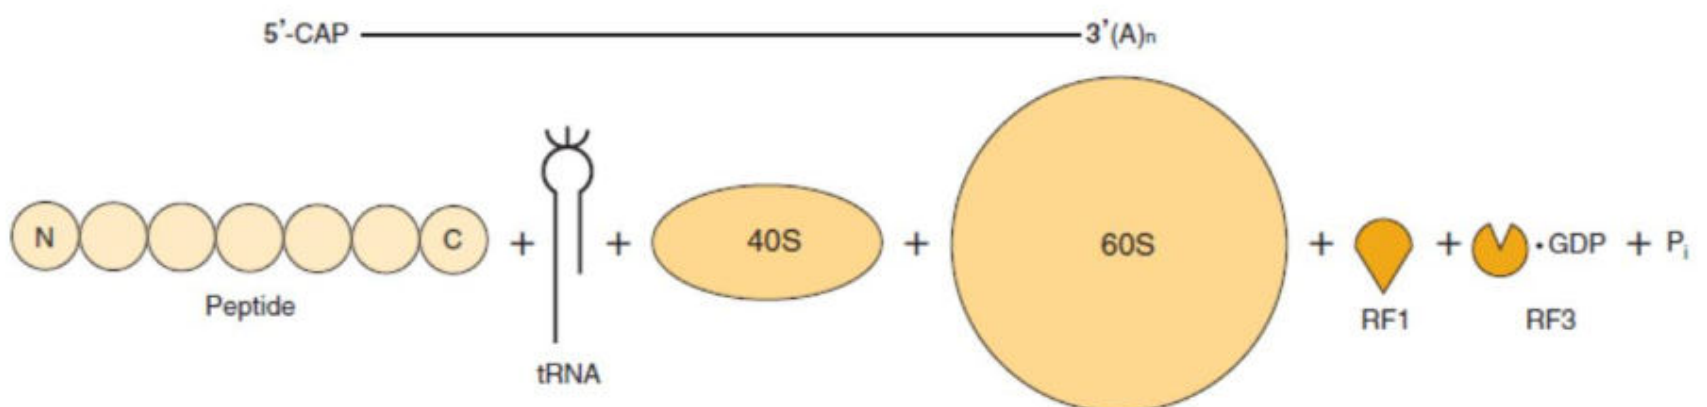 5’-CAP 3’(A)n
N C + + 40S + 60S + + ·GDP + Pi
Peptide
RF1 RF3
tRNA